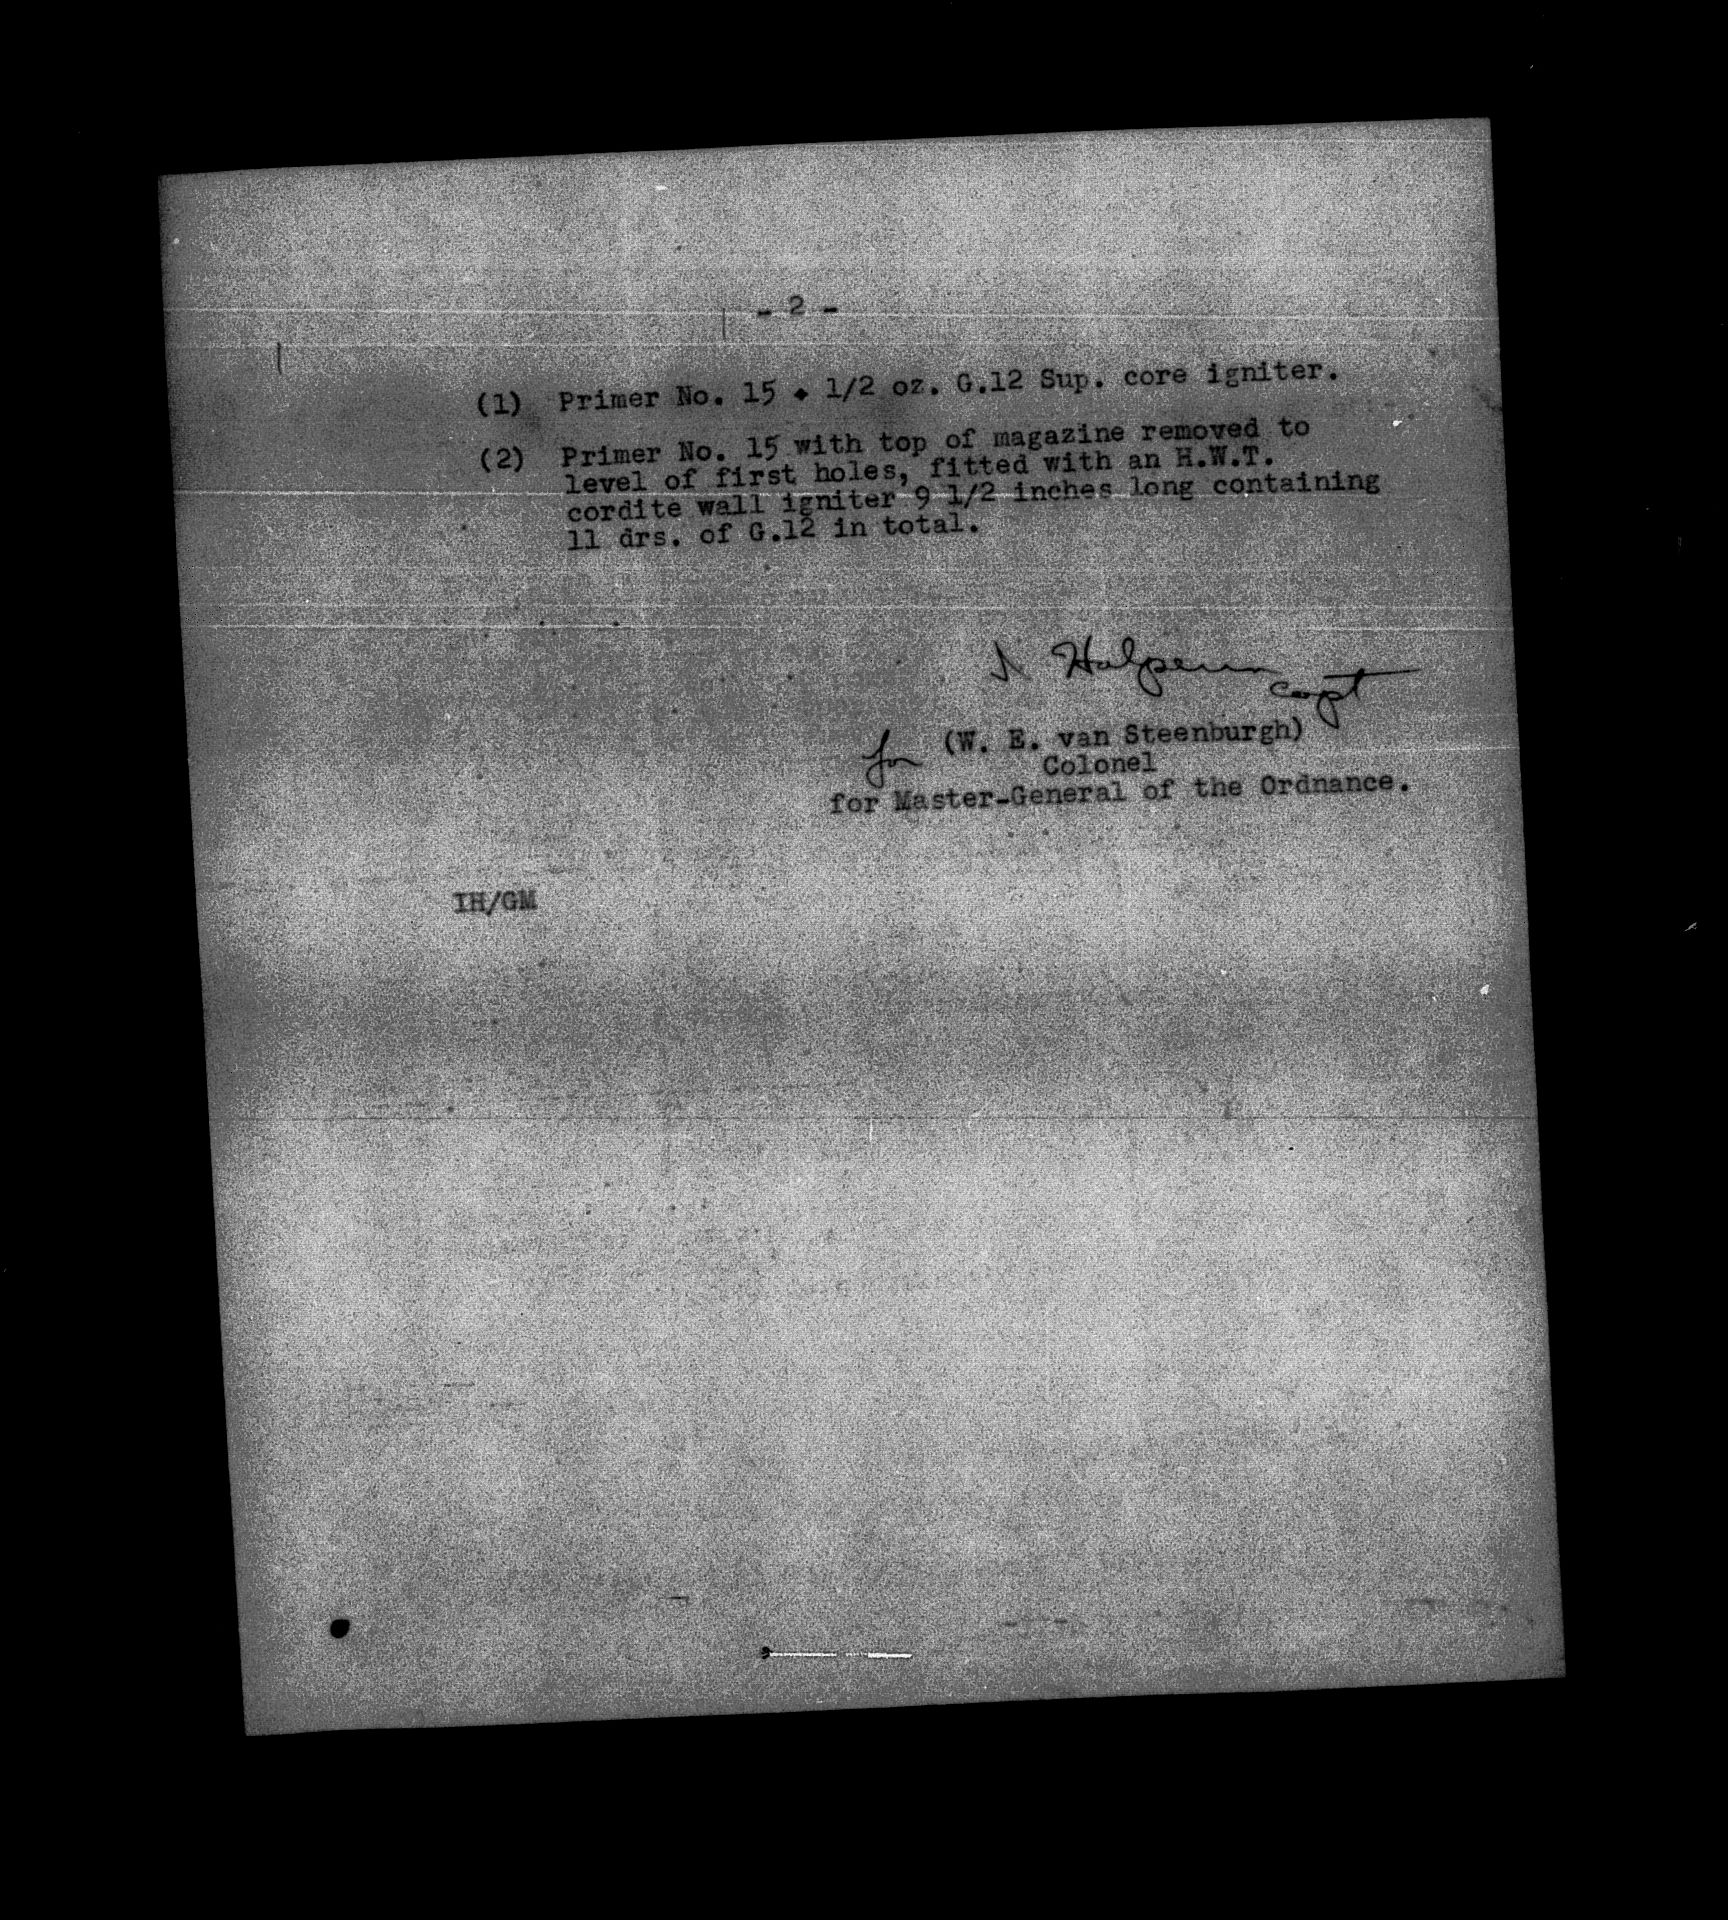 - 2 -
(1) Primer No. 15 + 1/2 oz. G.12 Sup. core igniter.
(2) Primer No. 15 with top of magazine removed to
level of first holes, fitted with an H.W.T.
cordite wall igniter 9 1/2 inches long containing
11 drs. of G.12 in total.
I Halperin Capt
for (W. E. van Steenburgh)
Colonel
for Master-General of the Ordnance.
IH/GM